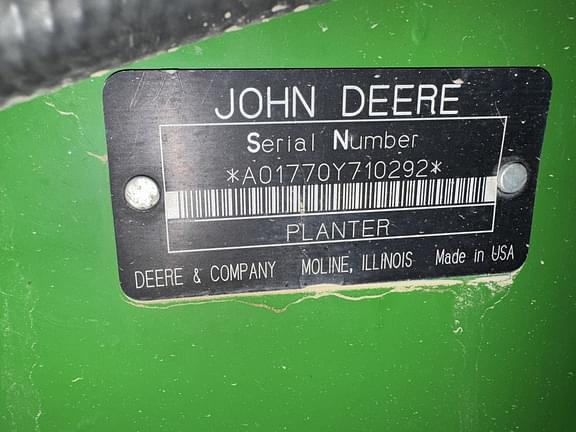 JOHN DEERE
Serial Number
*A01770Y710292*
PLANTER
DEERE & COMPANY MOLINE, ILLINOIS Made in USA